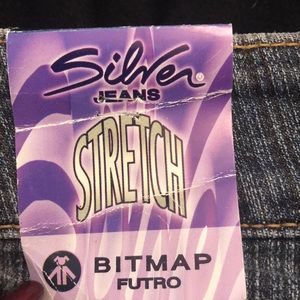 Silver®
JEANS
STRETCH
BITMAP
FUTRO